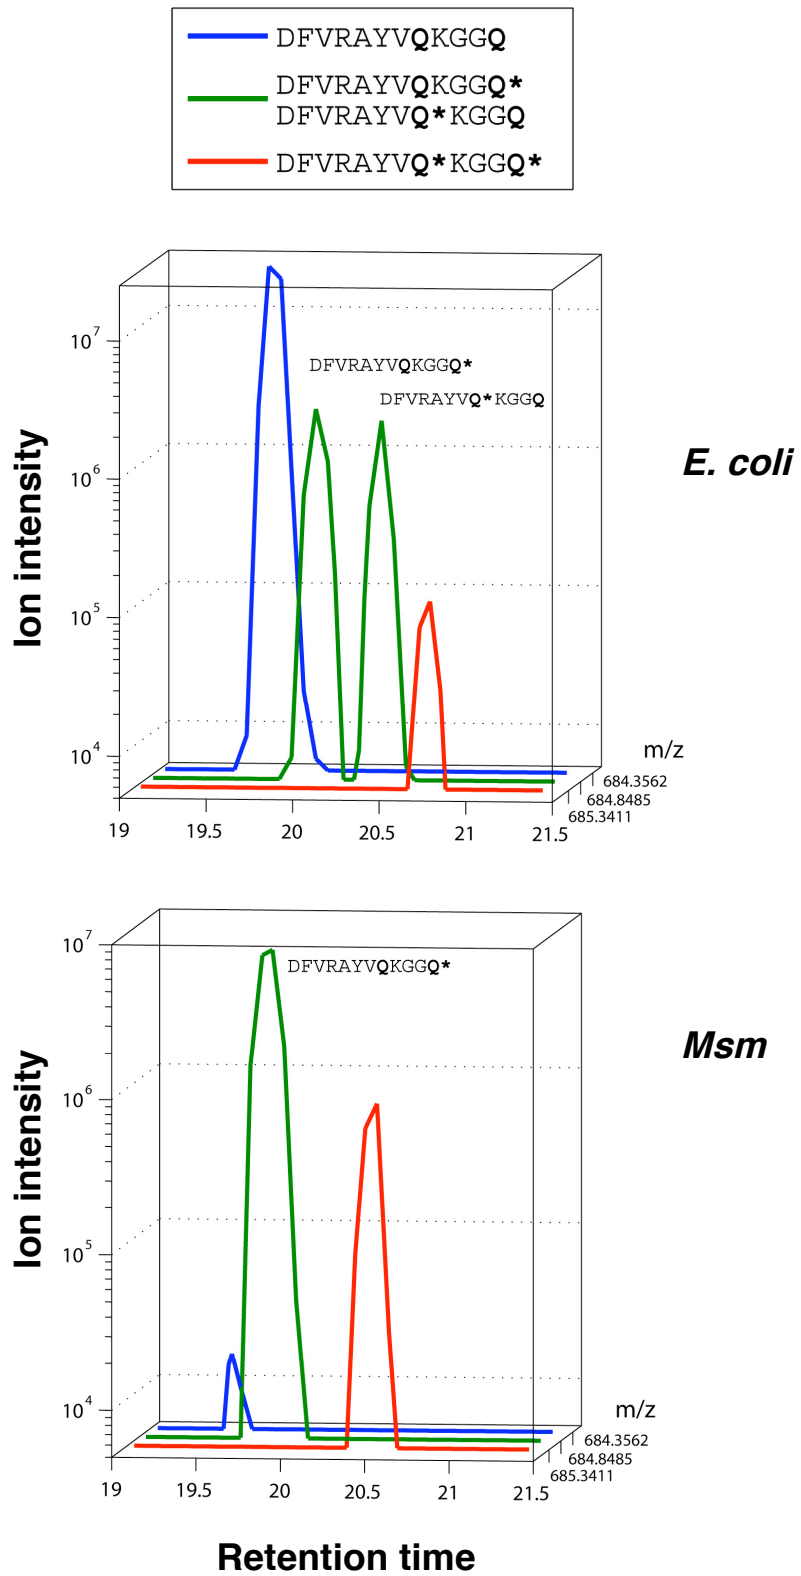 DFVRAYVQKGGQ
DFVRAYVQKGGQ*
DFVRAYVQ*KGGQ
DFVRAYVQ*KGGQ*
DFVRAYVQKGGQ*
DFVRAYVQ*KGGQ
E. coli
Ion intensity
10^7
10^6
10^5
10^4
m/z
684.3562
684.8485
685.3411
19 19.5 20 20.5 21 21.5
DFVRAYVQKGGQ*
Msm
Ion intensity
10^7
10^6
10^5
10^4
m/z
684.3562
684.8485
685.3411
19 19.5 20 20.5 21 21.5
Retention time